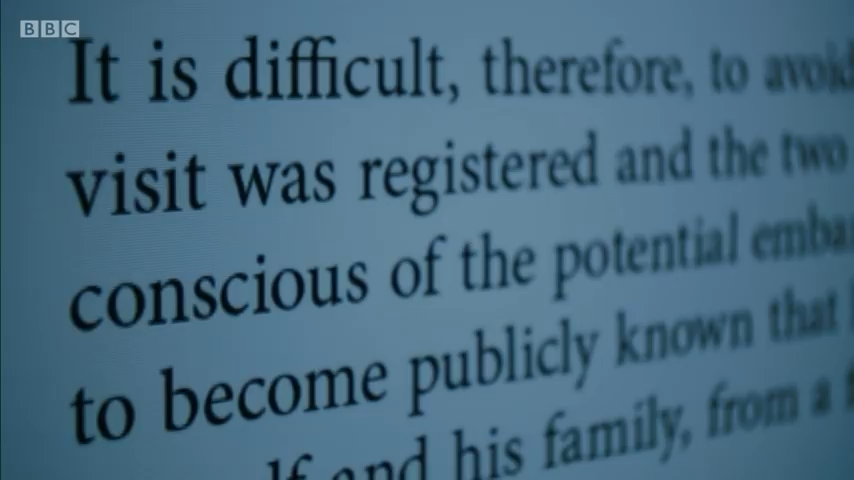 BBC
It is difficult, therefore, to avoid
visit was registered and the two
conscious of the potential
to become publicly known that
and his family, from a